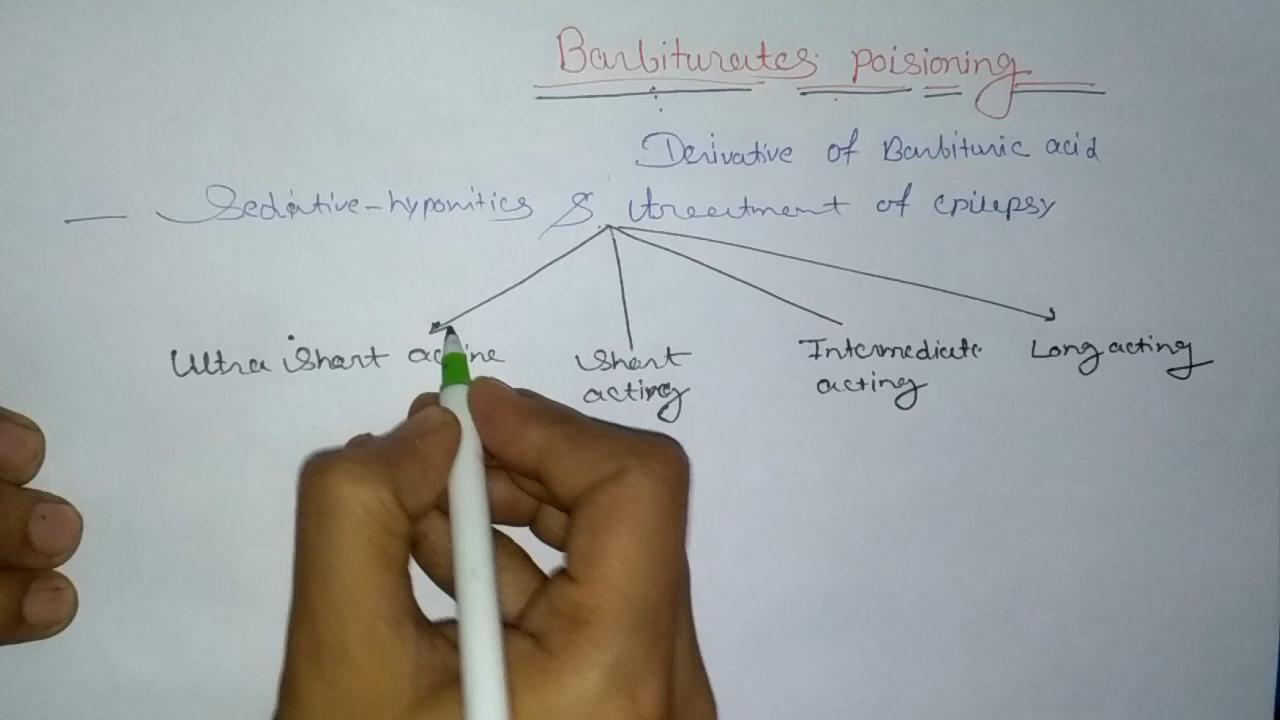 Barbiturates poisioning
Derivative of Barbituric acid
— Sedative-hyponitics & treatment of epilepsy
Ultra short
short
acting
Intermediate
acting
Long acting